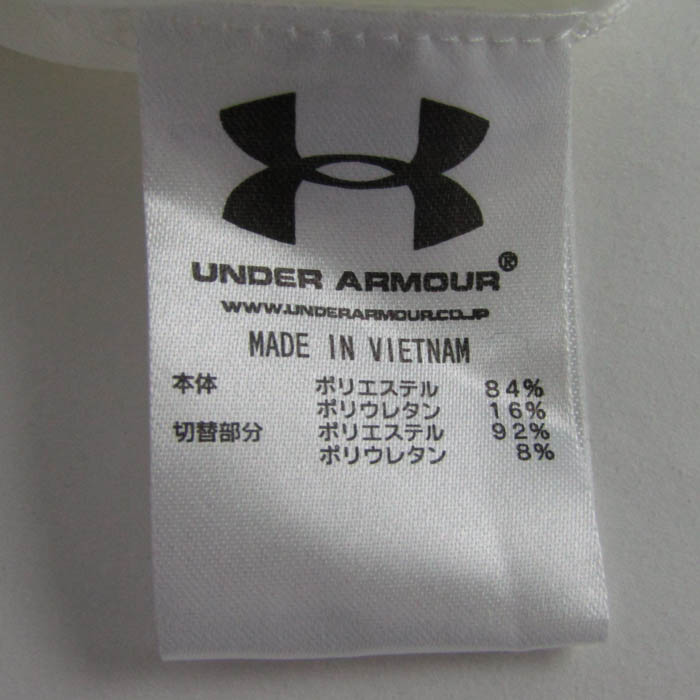 UNDER ARMOUR®
WWW.UNDERARMOUR.CO.JP
MADE IN VIETNAM
本体 ポリエステル 84%
ポリウレタン 16%
切替部分 ポリエステル 92%
ポリウレタン 8%